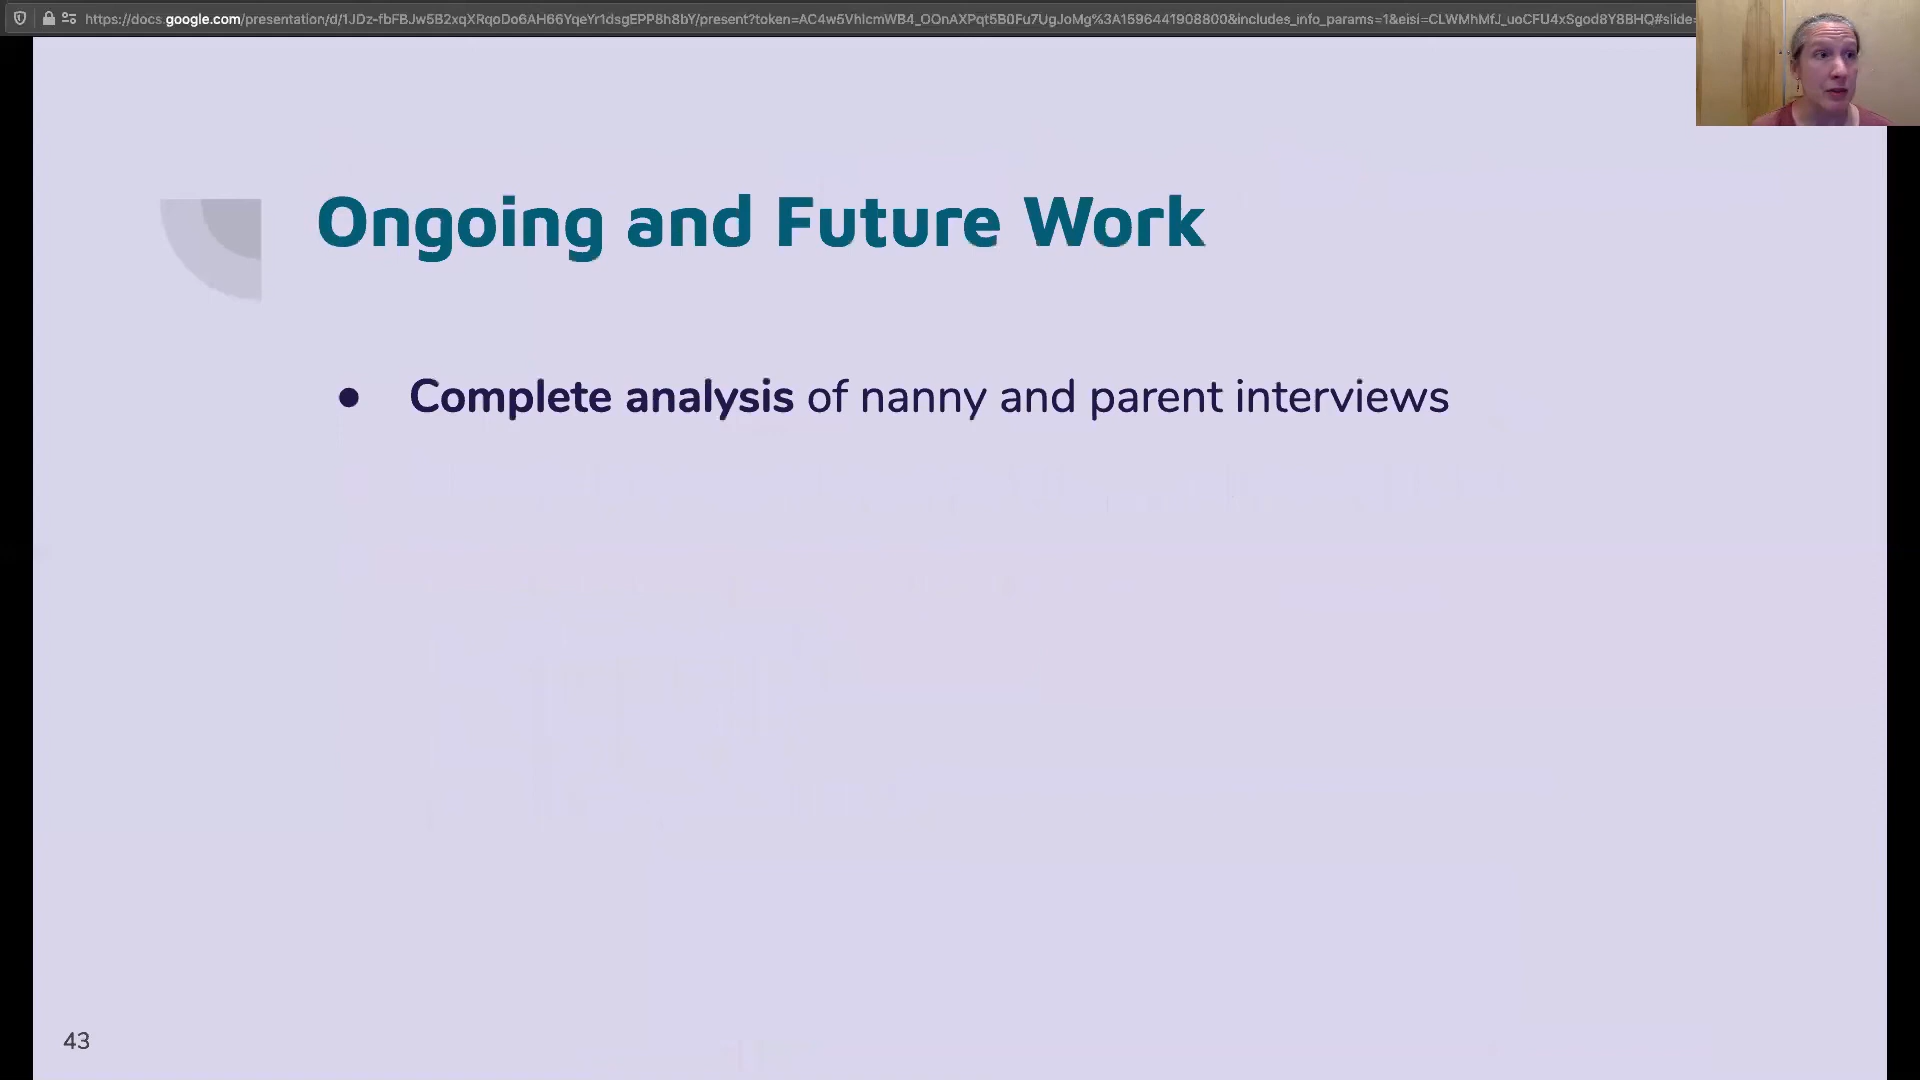 https://docs.google.com/presentation/d/1JDz-fbFBJw5B2xqXRqoDo6AH66YqeYr1dsgEPP8h8bY/present?token=AC4w5VhlcmWB4_OOnAXPqt5B0Fu7UgJoMg%3A1596441908800&includes_info_params=1&eisi=CLWMhMfJ_uoCFU4xSgod8Y8BHQ#slide=
Ongoing and Future Work
● Complete analysis of nanny and parent interviews
43